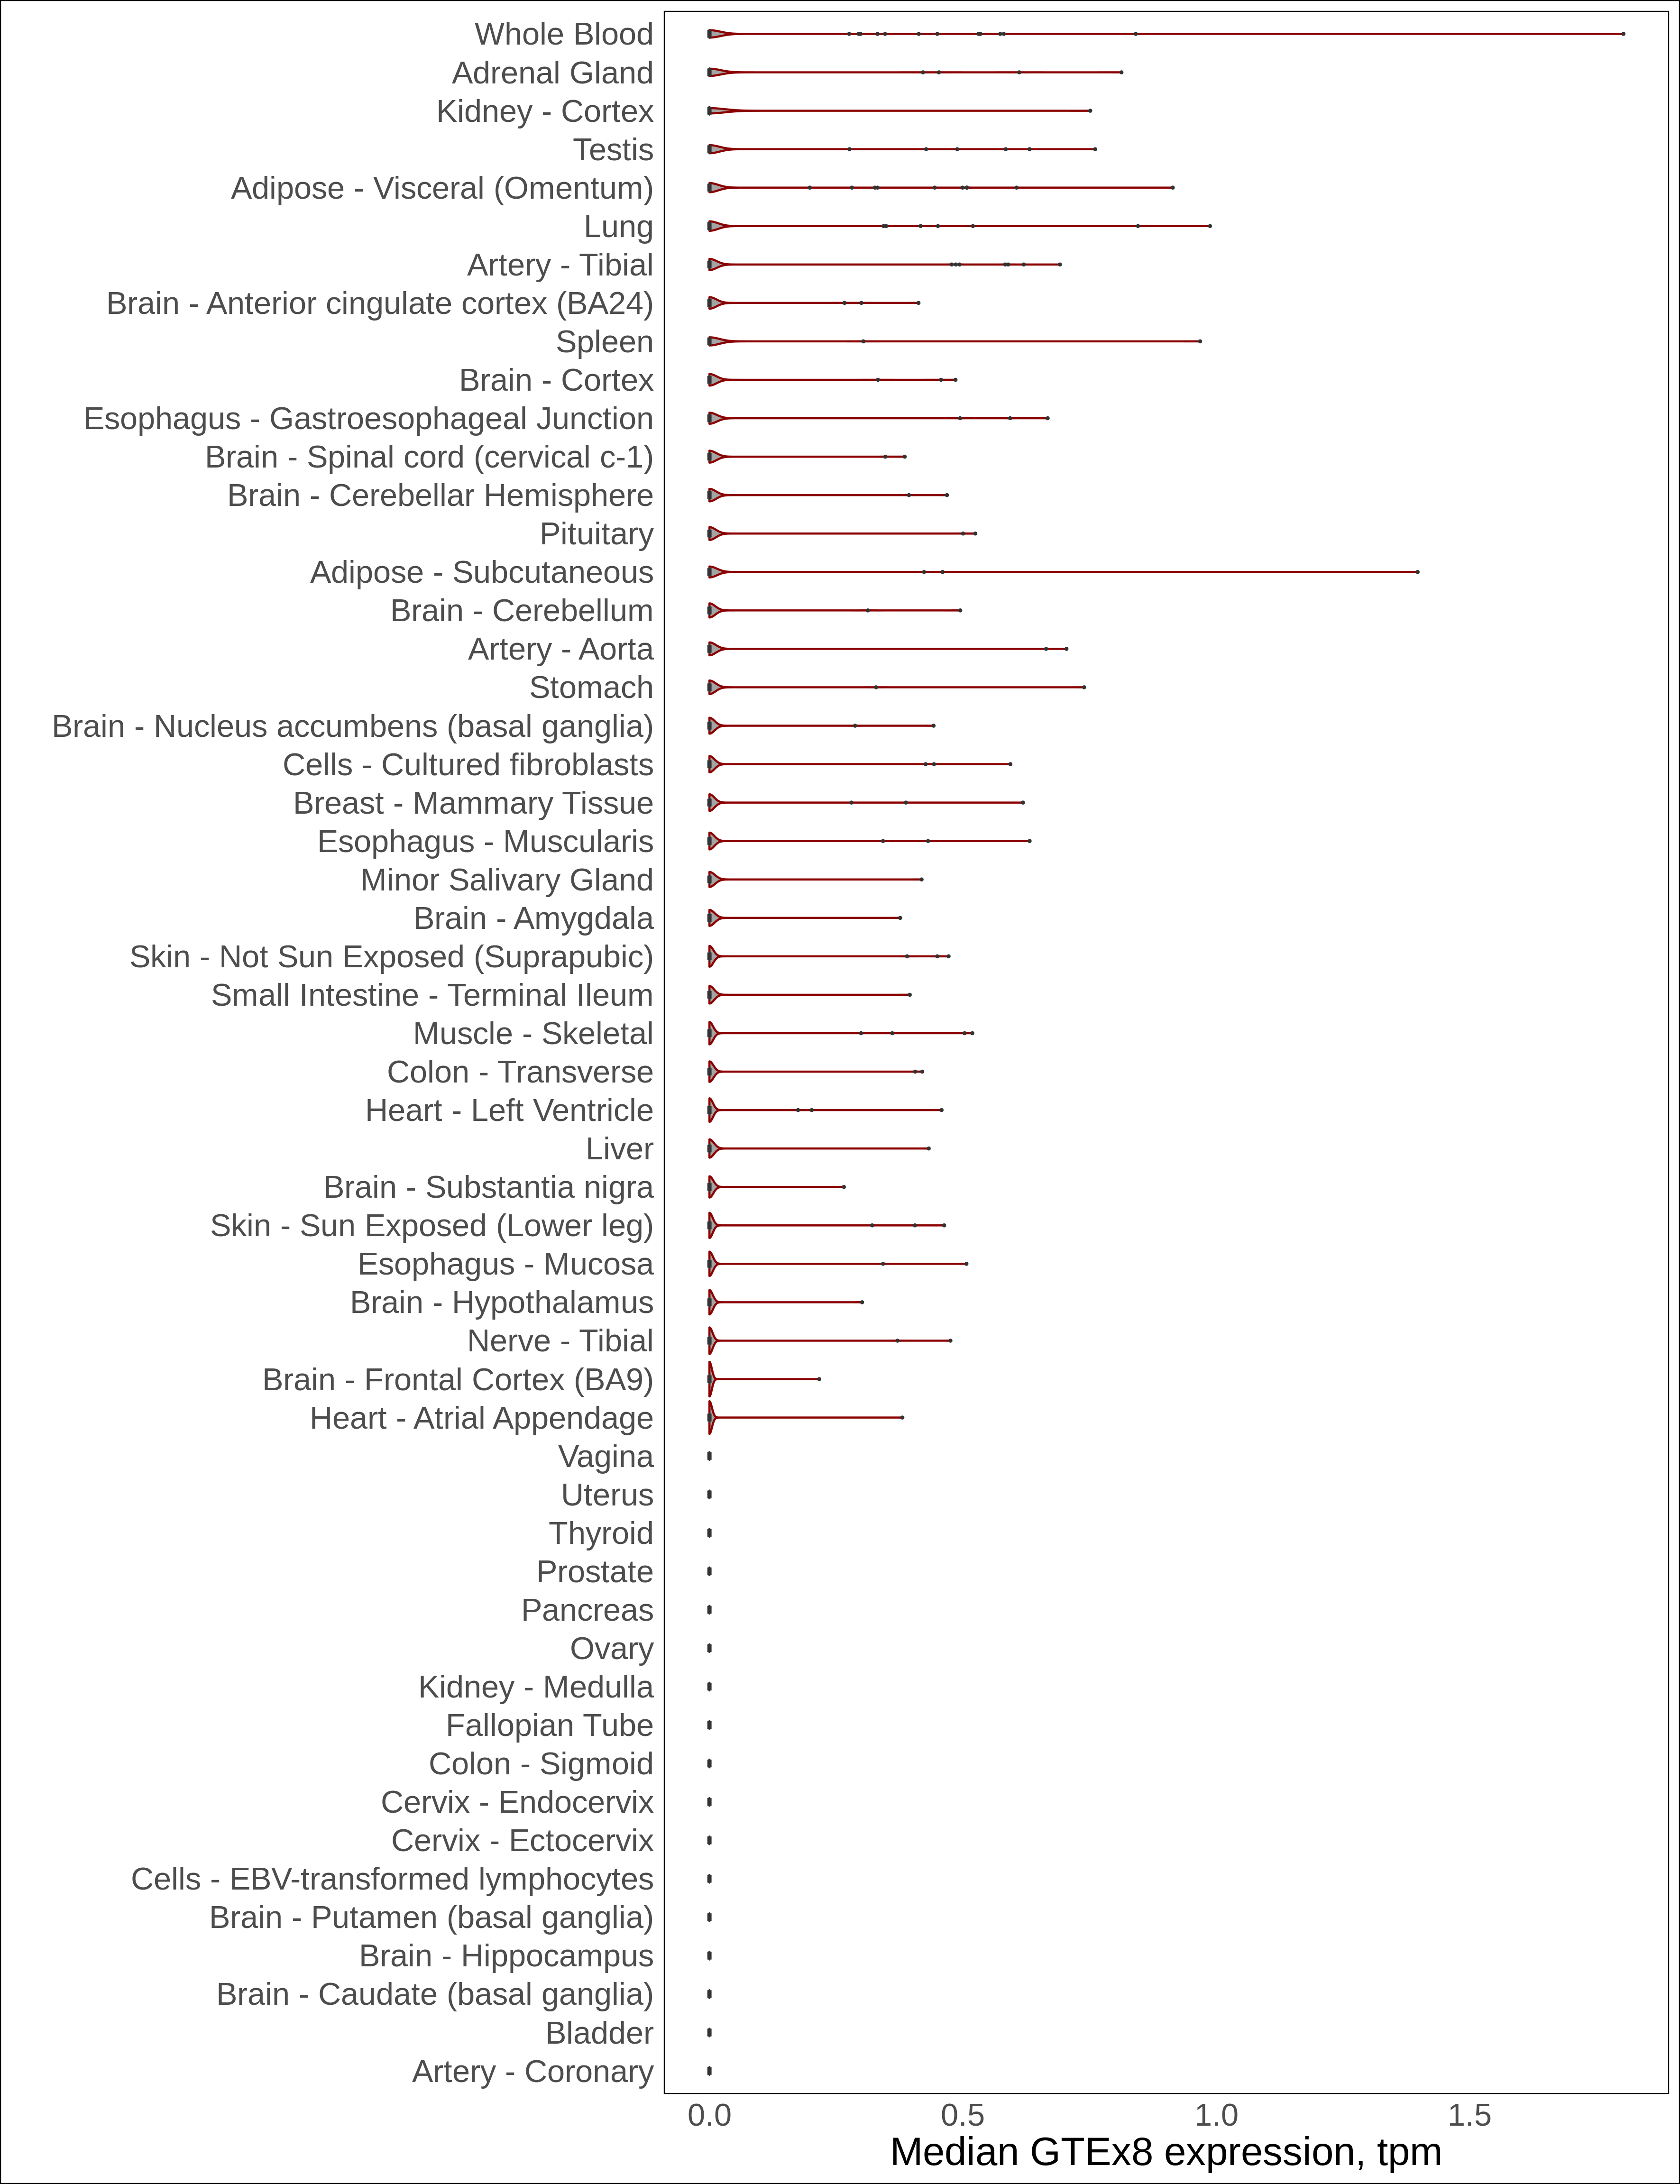 Whole Blood
Adrenal Gland
Kidney - Cortex
Testis
Adipose - Visceral (Omentum)
Lung
Artery - Tibial
Brain - Anterior cingulate cortex (BA24)
Spleen
Brain - Cortex
Esophagus - Gastroesophageal Junction
Brain - Spinal cord (cervical c-1)
Brain - Cerebellar Hemisphere
Pituitary
Adipose - Subcutaneous
Brain - Cerebellum
Artery - Aorta
Stomach
Brain - Nucleus accumbens (basal ganglia)
Cells - Cultured fibroblasts
Breast - Mammary Tissue
Esophagus - Muscularis
Minor Salivary Gland
Brain - Amygdala
Skin - Not Sun Exposed (Suprapubic)
Small Intestine - Terminal Ileum
Muscle - Skeletal
Colon - Transverse
Heart - Left Ventricle
Liver
Brain - Substantia nigra
Skin - Sun Exposed (Lower leg)
Esophagus - Mucosa
Brain - Hypothalamus
Nerve - Tibial
Brain - Frontal Cortex (BA9)
Heart - Atrial Appendage
Vagina
Uterus
Thyroid
Prostate
Pancreas
Ovary
Kidney - Medulla
Fallopian Tube
Colon - Sigmoid
Cervix - Endocervix
Cervix - Ectocervix
Cells - EBV-transformed lymphocytes
Brain - Putamen (basal ganglia)
Brain - Hippocampus
Brain - Caudate (basal ganglia)
Bladder
Artery - Coronary
0.0 0.5 1.0 1.5
Median GTEx8 expression, tpm